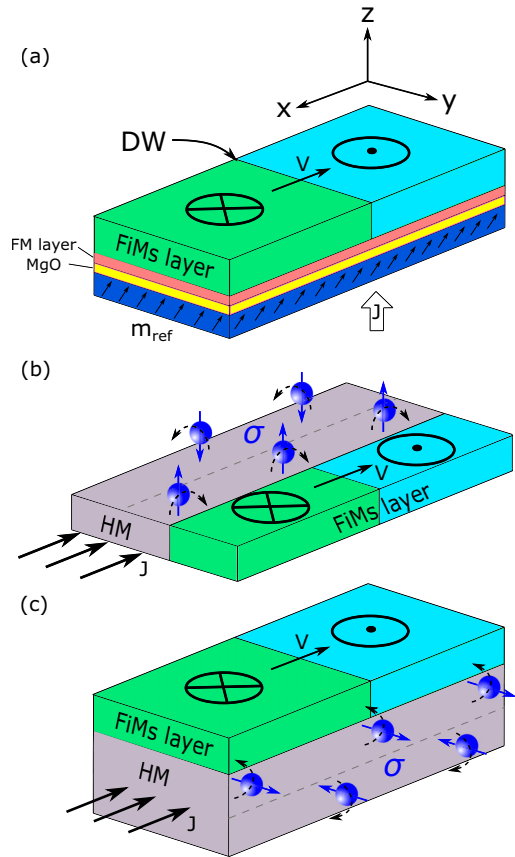 (a)
z
x
y
DW
V
FM layer
MgO
FiMs layer
m_ref
J
(b)
σ
V
HM
FiMs layer
J
(c)
V
FiMs layer
HM
σ
J